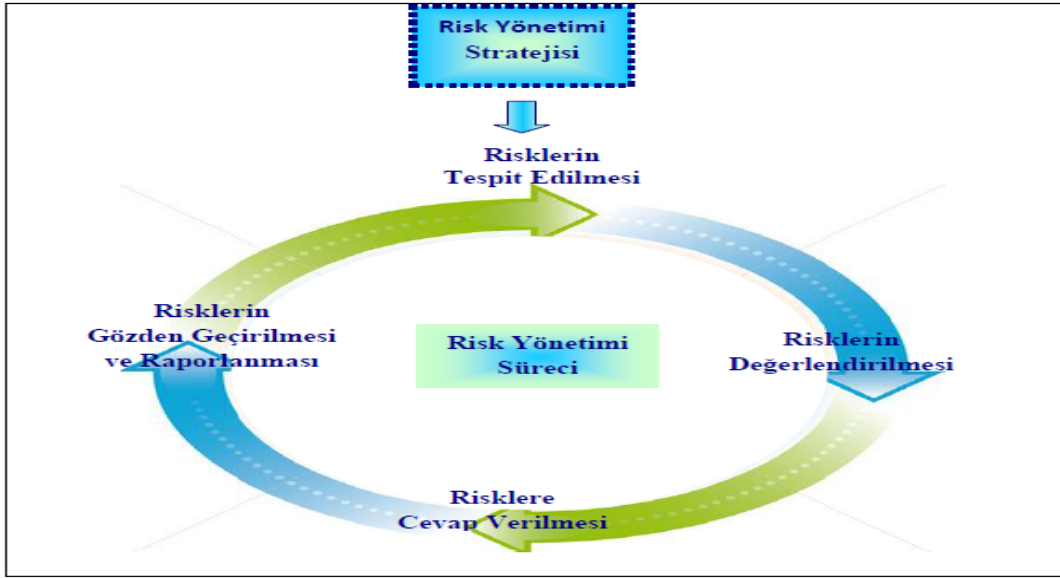 Risk Yönetimi
Stratejisi
Risklerin
Tespit Edilmesi
Risklerin
Değerlendirilmesi
Risklere
Cevap Verilmesi
Risklerin
Gözden Geçirilmesi
ve Raporlanması
Risk Yönetimi
Süreci